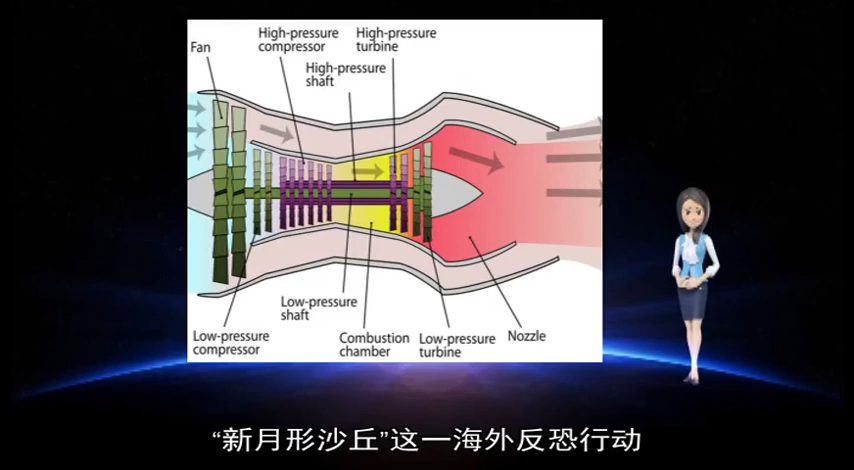 Fan
High-pressure
compressor
High-pressure
turbine
High-pressure
shaft
Low-pressure
shaft
Low-pressure
compressor
Combustion
chamber
Low-pressure
turbine
Nozzle
“新月形沙丘”这一海外反恐行动